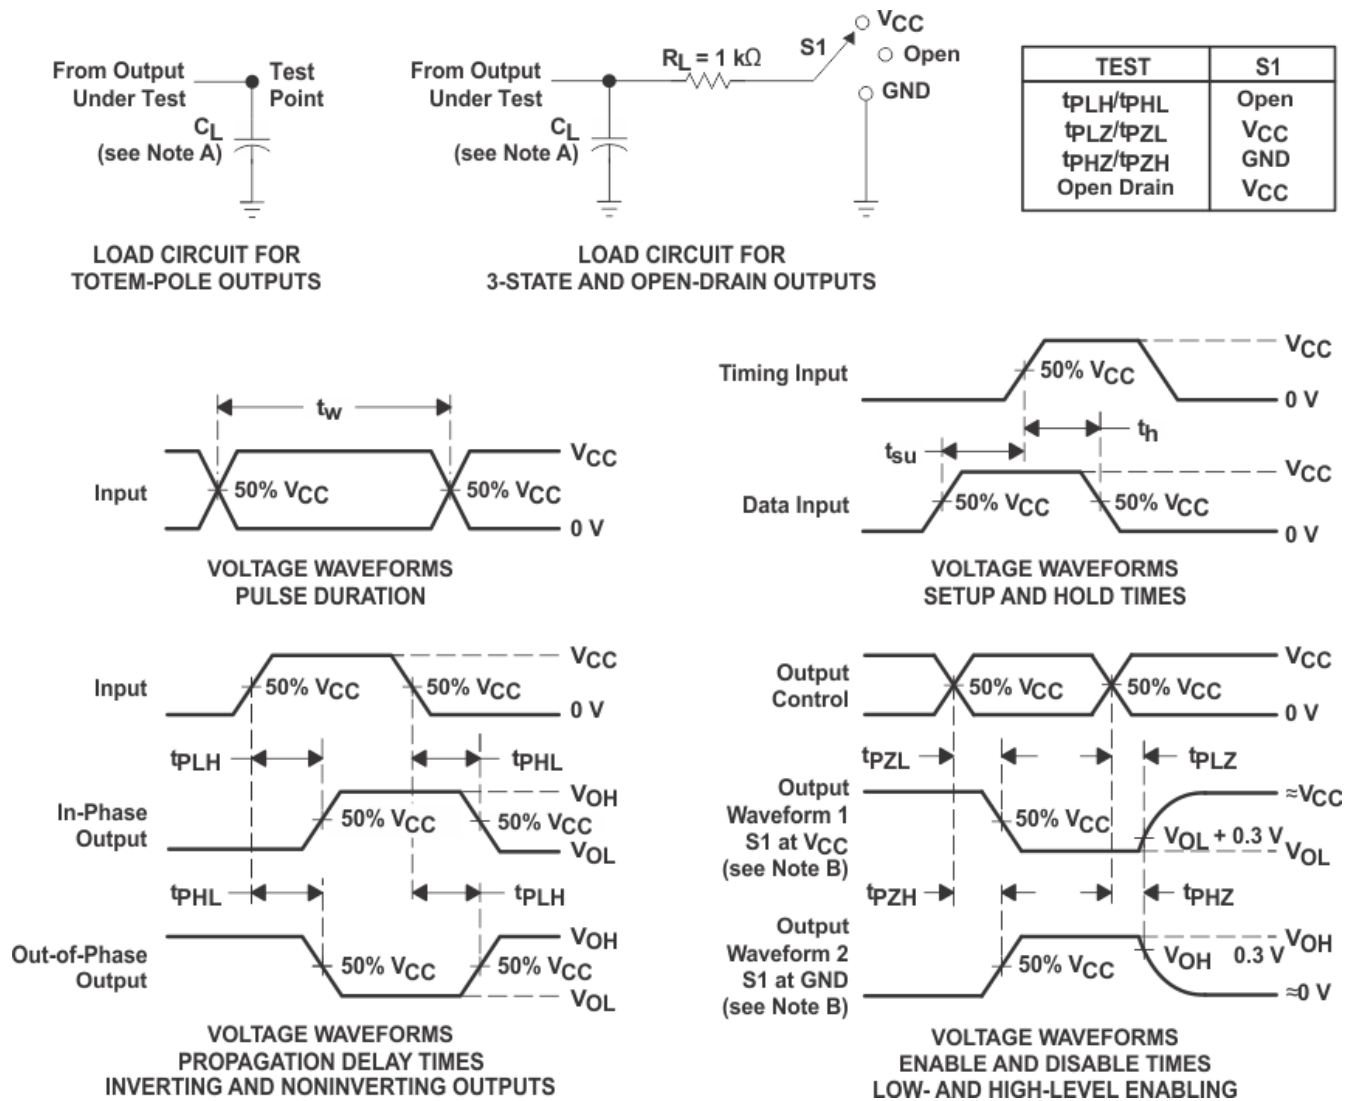 From Output
Under Test
Test
Point
CL
(see Note A)
LOAD CIRCUIT FOR
TOTEM-POLE OUTPUTS
From Output
Under Test
RL = 1 kΩ
S1
VCC
Open
GND
CL
(see Note A)
LOAD CIRCUIT FOR
3-STATE AND OPEN-DRAIN OUTPUTS
TEST S1
tPLH/tPHL Open
tPLZ/tPZL VCC
tPHZ/tPZH GND
Open Drain VCC
tw
Input
50% VCC
50% VCC
VCC
0 V
VOLTAGE WAVEFORMS
PULSE DURATION
Timing Input
50% VCC
VCC
0 V
tsu
th
Data Input
50% VCC
50% VCC
VCC
0 V
VOLTAGE WAVEFORMS
SETUP AND HOLD TIMES
Input
50% VCC
50% VCC
VCC
0 V
tPLH
tPHL
In-Phase
Output
50% VCC
50% VCC
VOH
VOL
tPHL
tPLH
Out-of-Phase
Output
50% VCC
50% VCC
VOH
VOL
VOLTAGE WAVEFORMS
PROPAGATION DELAY TIMES
INVERTING AND NONINVERTING OUTPUTS
Output
Control
50% VCC
50% VCC
VCC
0 V
tPZL
tPLZ
Output
Waveform 1
S1 at VCC
(see Note B)
50% VCC
VOL + 0.3 V
≈VCC
VOL
tPZH
tPHZ
Output
Waveform 2
S1 at GND
(see Note B)
50% VCC
VOH 0.3 V
VOH
≈0 V
VOLTAGE WAVEFORMS
ENABLE AND DISABLE TIMES
LOW- AND HIGH-LEVEL ENABLING